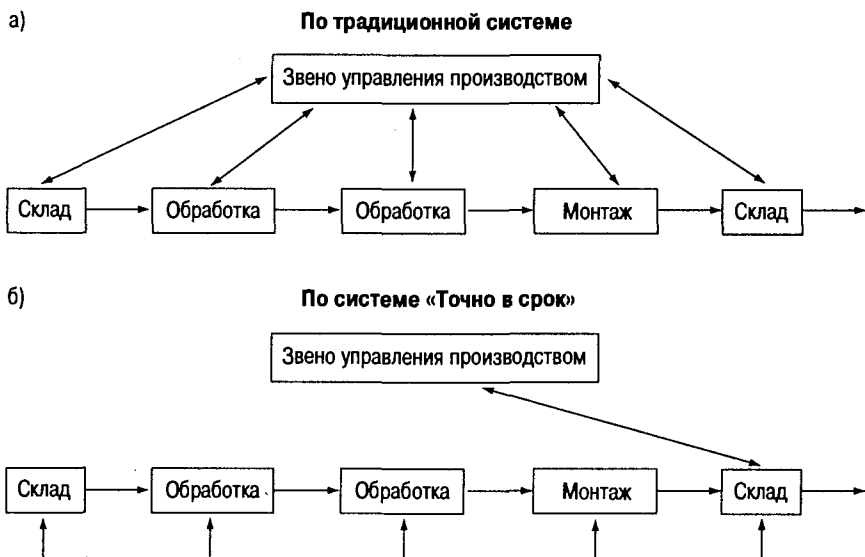 а)
По традиционной системе
Звено управления производством
Склад
Обработка
Обработка
Монтаж
Склад
б)
По системе «Точно в срок»
Звено управления производством
Склад
Обработка
Обработка
Монтаж
Склад